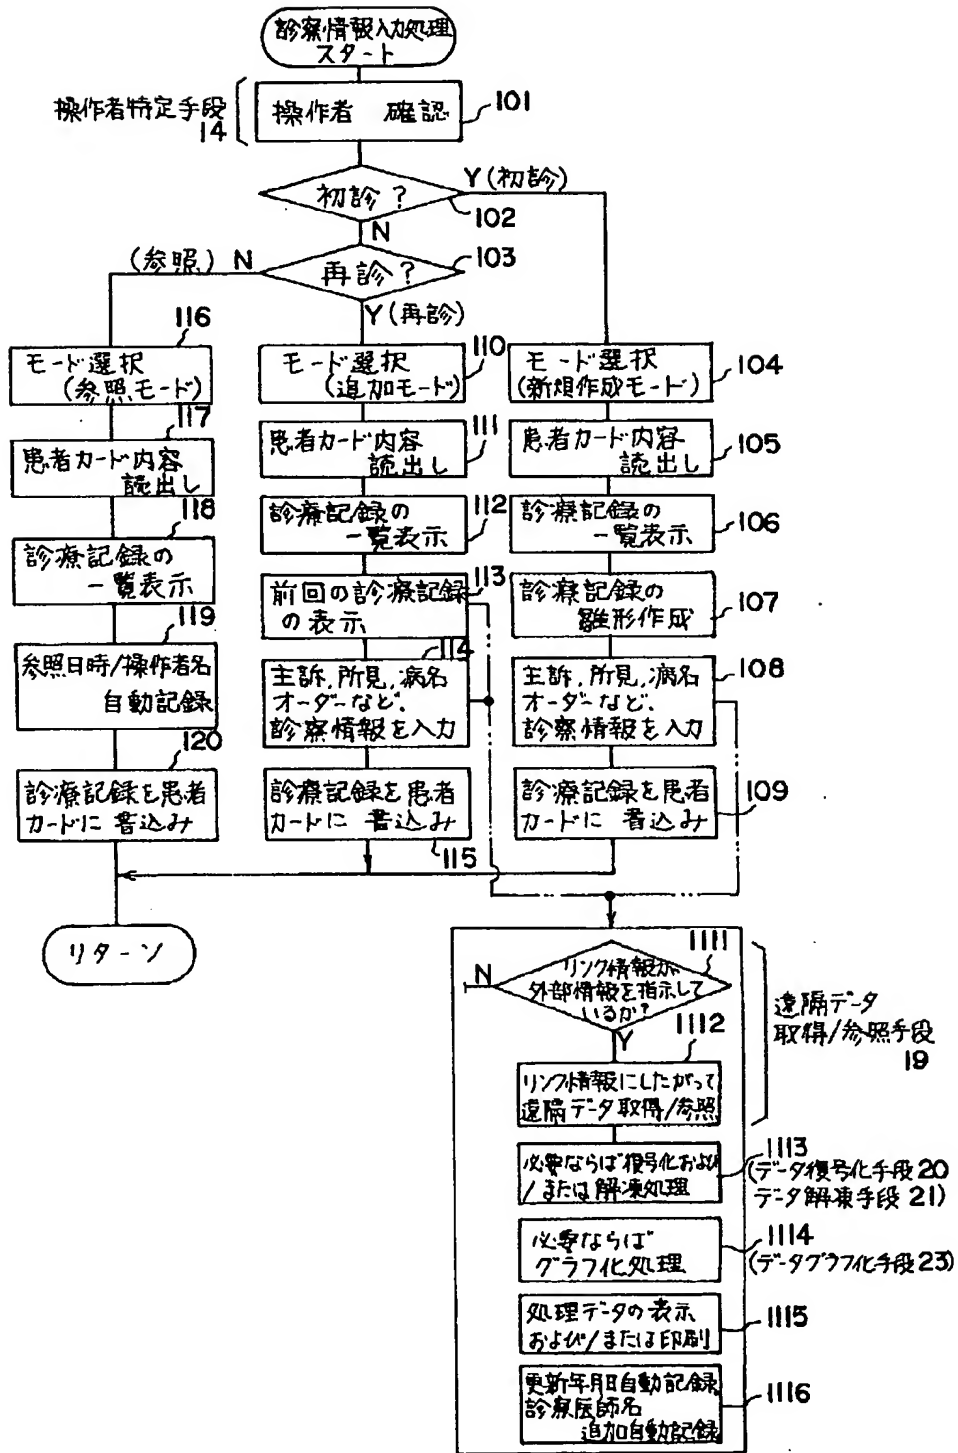 診察情報入力処理
スタート
操作者特定手段
14
操作者 確認
101
初診?
Y(初診)
102
N
再診?
103
(参照) N
Y(再診)
116
モード選択
(参照モード)
117
患者カード内容
読出し
118
診療記録の
一覧表示
119
参照日時/操作者名
自動記録
120
診療記録を患者
カードに書込み
リターン
110
モード選択
(追加モード)
111
患者カード内容
読出し
112
診療記録の
一覧表示
113
前回の診療記録
の表示
114
主訴,所見,病名
オーダーなど,
診察情報を入力
診療記録を患者
カードに書込み
115
モード選択
(新規作成モード)
104
患者カード内容
読出し
105
診療記録の
一覧表示
106
診療記録の
雛形作成
107
主訴,所見,病名
オーダーなど,
診察情報を入力
108
診療記録を患者
カードに書込み
109
1111
リンク情報が
外部情報を指示して
いるか?
N
Y
1112
リンク情報にしたがって
遠隔データ取得/参照
遠隔データ
取得/参照手段
19
必要ならば復号化および
/または解凍処理
1113
(データ復号化手段20
データ解凍手段21)
必要ならば
グラフ化処理
1114
(データグラフ化手段23)
処理データの表示
および/または印刷
1115
更新年月日自動記録
診察医師名
追加自動記録
1116